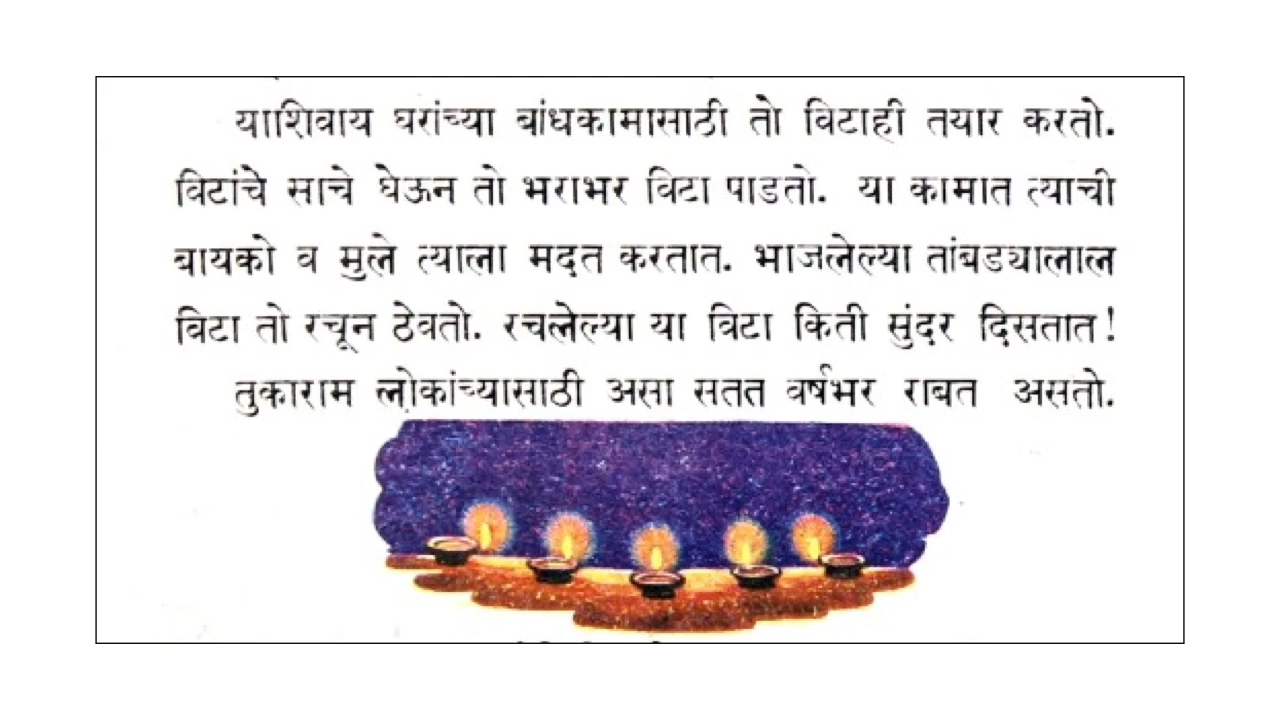 याशिवाय घरांच्या बांधकामासाठी तो विटाही तयार करतो.
विटांचे साचे घेऊन तो भराभर विटा पाडतो. या कामात त्याची
बायको व मुले त्याला मदत करतात. भाजलेल्या तांबड्यालाल
विटा तो रचून ठेवतो. रचलेल्या या विटा किती सुंदर दिसतात!
तुकाराम लोकांच्यासाठी असा सतत वर्षभर राबत असतो.